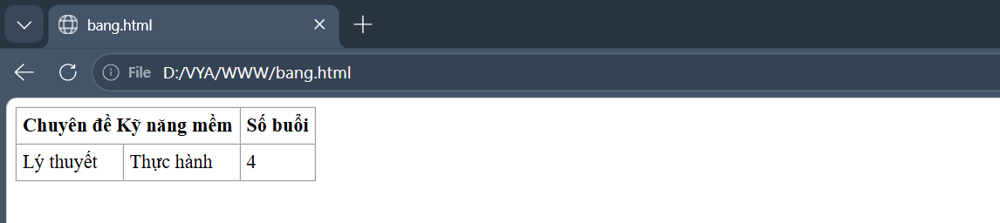 bang.html
File D:/VYA/WWW/bang.html
Chuyên đề Kỹ năng mềm Số buổi
Lý thuyết Thực hành 4